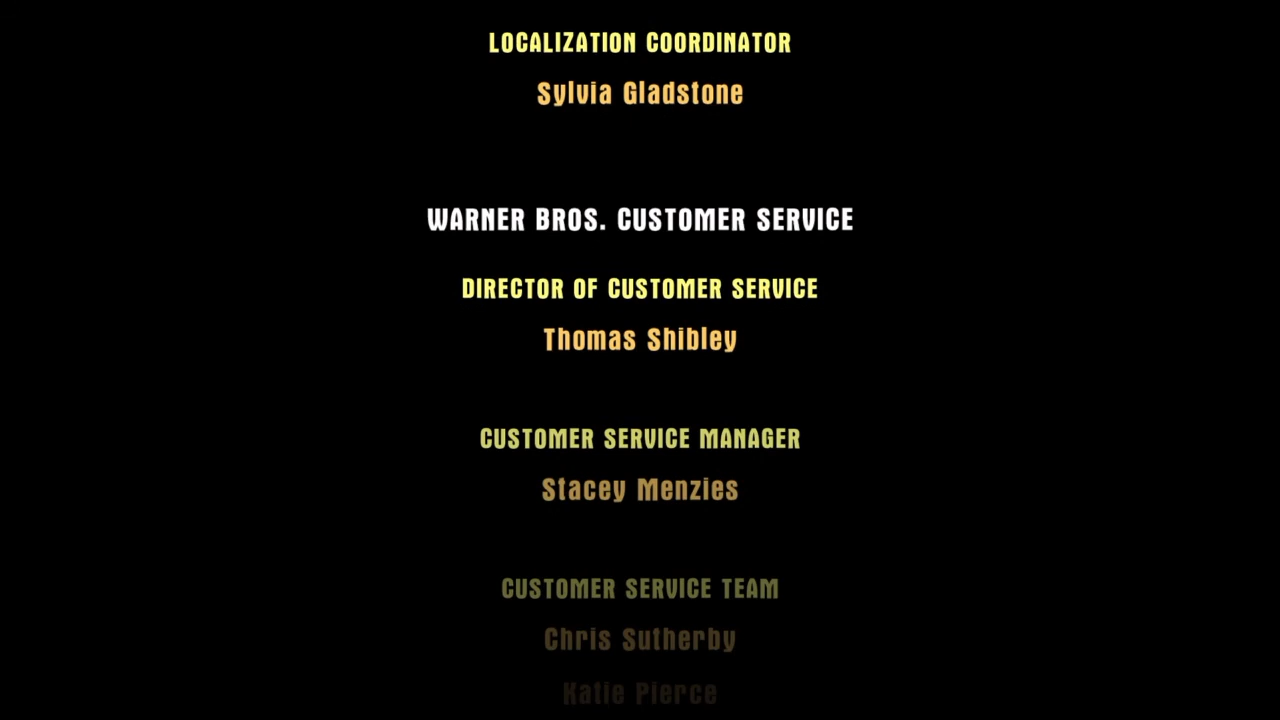 LOCALIZATION COORDINATOR
Sylvia Gladstone
WARNER BROS. CUSTOMER SERVICE
DIRECTOR OF CUSTOMER SERVICE
Thomas Shibley
CUSTOMER SERVICE MANAGER
Stacey Menzies
CUSTOMER SERVICE TEAM
Chris Sutherby
Katie Pierce